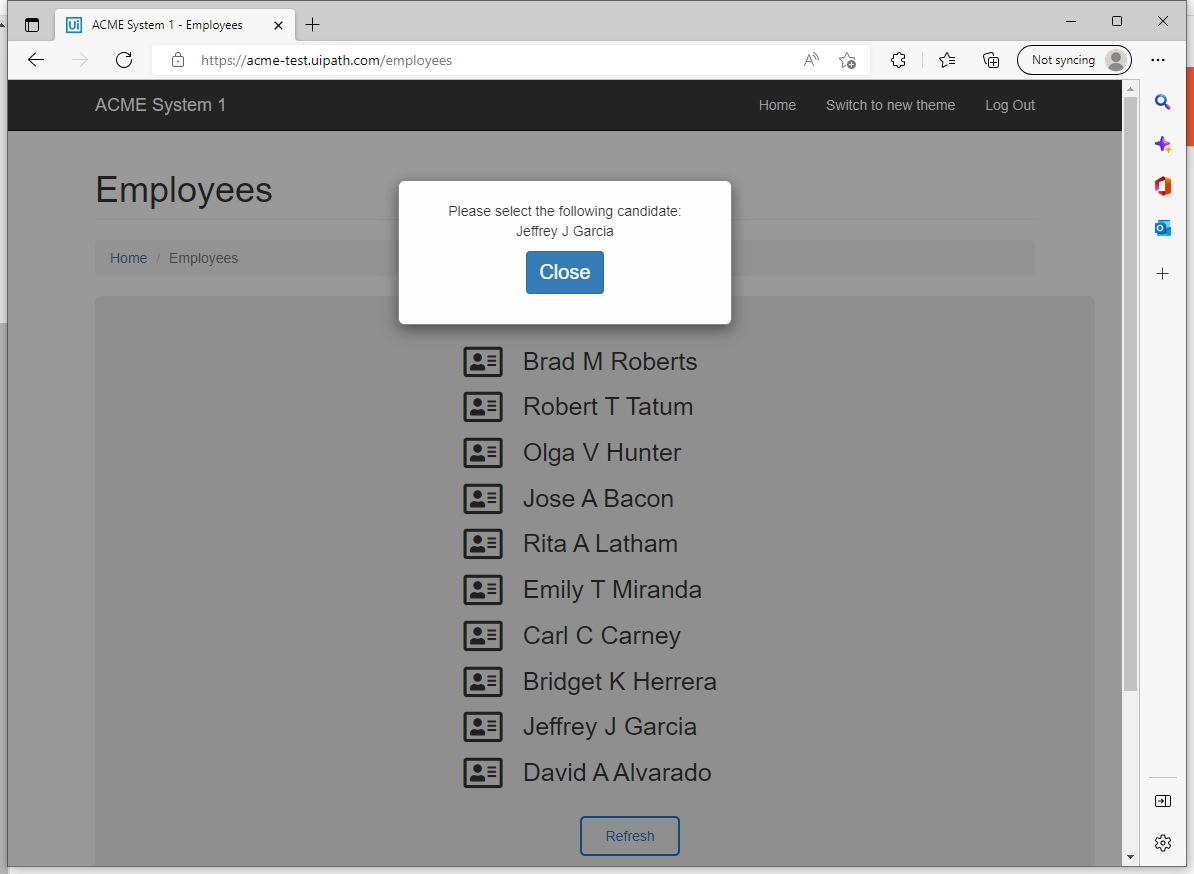 ACME System 1 - Employees
https://acme-test.uipath.com/employees
Not syncing
ACME System 1
Home
Switch to new theme
Log Out
Employees
Please select the following candidate:
Jeffrey J Garcia
Close
Home / Employees
Brad M Roberts
Robert T Tatum
Olga V Hunter
Jose A Bacon
Rita A Latham
Emily T Miranda
Carl C Carney
Bridget K Herrera
Jeffrey J Garcia
David A Alvarado
Refresh